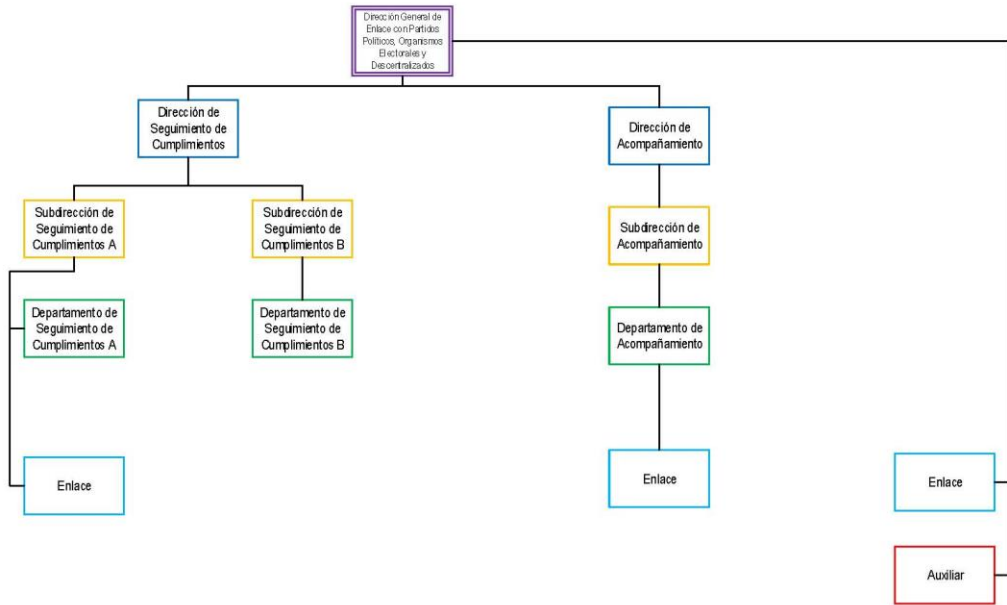 Dirección General de
Enlace con Partidos
Políticos, Organismos
Electorales y
Descentralizados
Dirección de
Seguimiento de
Cumplimientos
Dirección de
Acompañamiento
Subdirección de
Seguimiento de
Cumplimientos A
Subdirección de
Seguimiento de
Cumplimientos B
Subdirección de
Acompañamiento
Departamento de
Seguimiento de
Cumplimientos A
Departamento de
Seguimiento de
Cumplimientos B
Departamento de
Acompañamiento
Enlace
Enlace
Enlace
Auxiliar